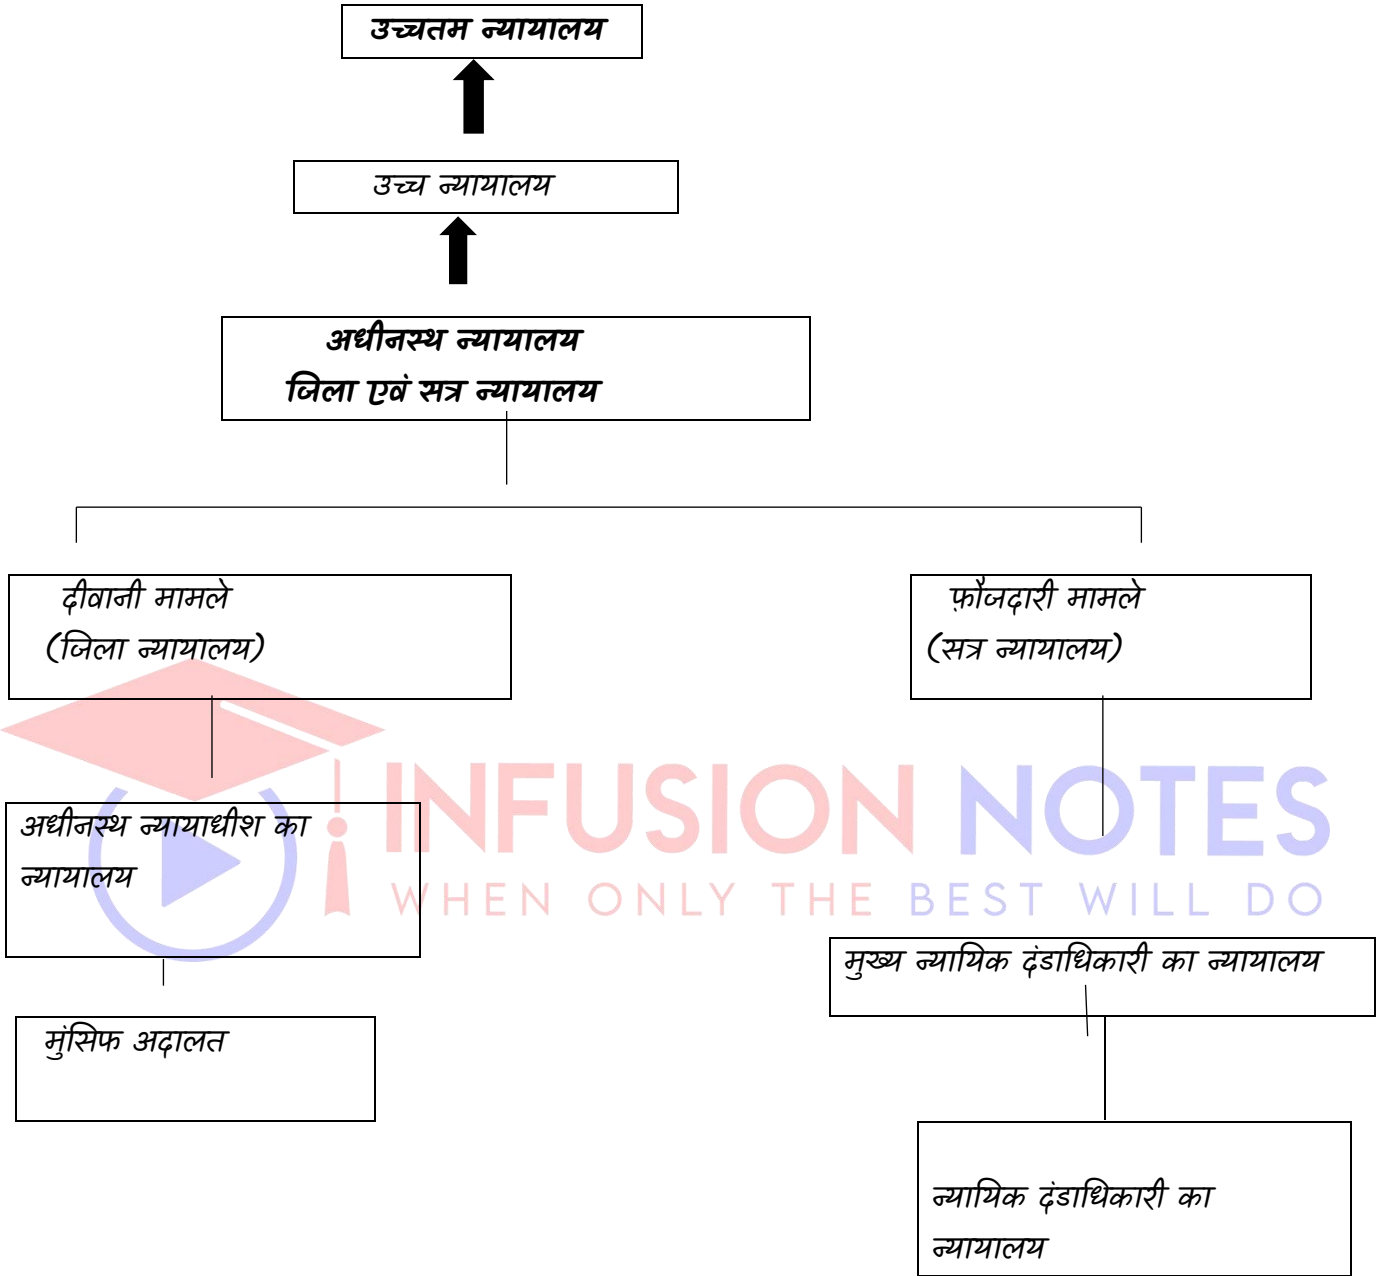 उच्चतम न्यायालय
उच्च न्यायालय
अधीनस्थ न्यायालय
जिला एवं सत्र न्यायालय
दीवानी मामले
(जिला न्यायालय)
फ़ौजदारी मामले
(सत्र न्यायालय)
INFUSION NOTES
WHEN ONLY THE BEST WILL DO
अधीनस्थ न्यायाधीश का
न्यायालय
मुख्य न्यायिक दंडाधिकारी का न्यायालय
मुंसिफ अदालत
न्यायिक दंडाधिकारी का
न्यायालय